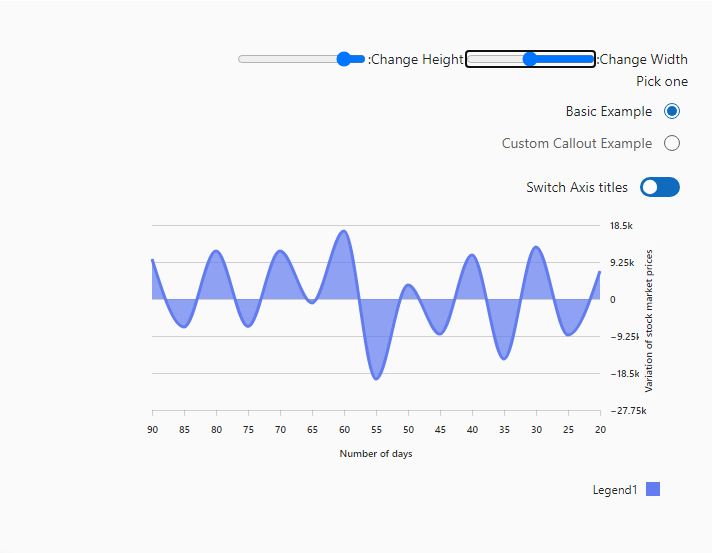 Change Width:
Change Height:
Pick one
Basic Example
Custom Callout Example
Switch Axis titles
18.5k
9.25k
0
−9.25k
−18.5k
−27.75k
Variation of stock market prices
90 85 80 75 70 65 60 55 50 45 40 35 30 25 20
Number of days
Legend1